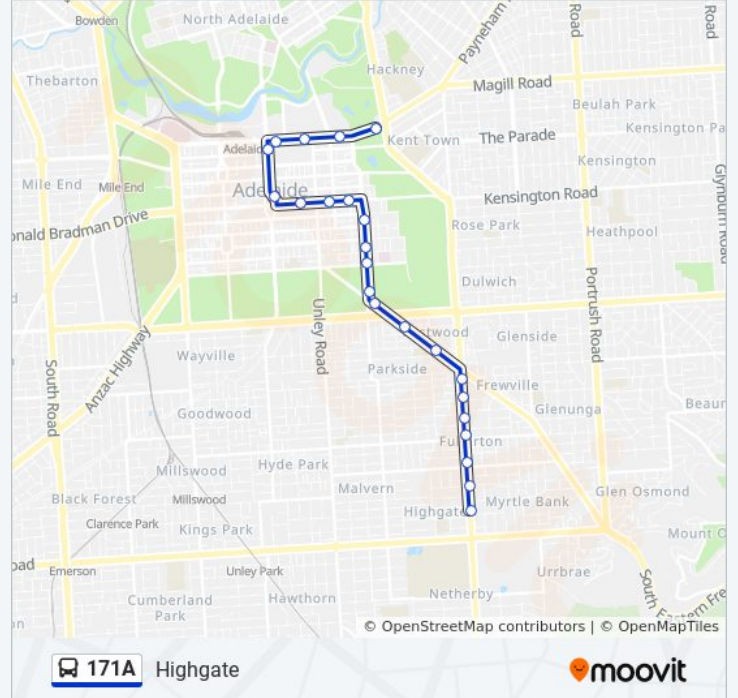 Bowden
North Adelaide
Road
Road
Payneham
Hackney
Thebarton
Magill Road
Beulah Park
Kent Town
The Parade
Kensington Pa
Adelaid
Kensington
Mile End
Mile End
Adelaide
Kensington Road
Glynburn Road
onald Bradman Drive
Rose Park
Heathpool
Dulwich
Portrush Road
Unley Road
stwood
Glenside
Anzac Highway
Wayville
South Road
Parkside
Frewville
Goodwood
Glenunga
Beaur
Fullarton
Hyde Park
Millswood
Malvern
Glen Osmond
Black Forest
Millswood
Highgate
Myrtle Bank
Clarence Park
Kings Park
Mount O
oad
Emerson
Unley Park
Urrbrae
Cumberland
Park
Hawthorn
Netherby
South Eastern Fre
© OpenStreetMap contributors | © OpenMapTiles
171A Highgate
moovit